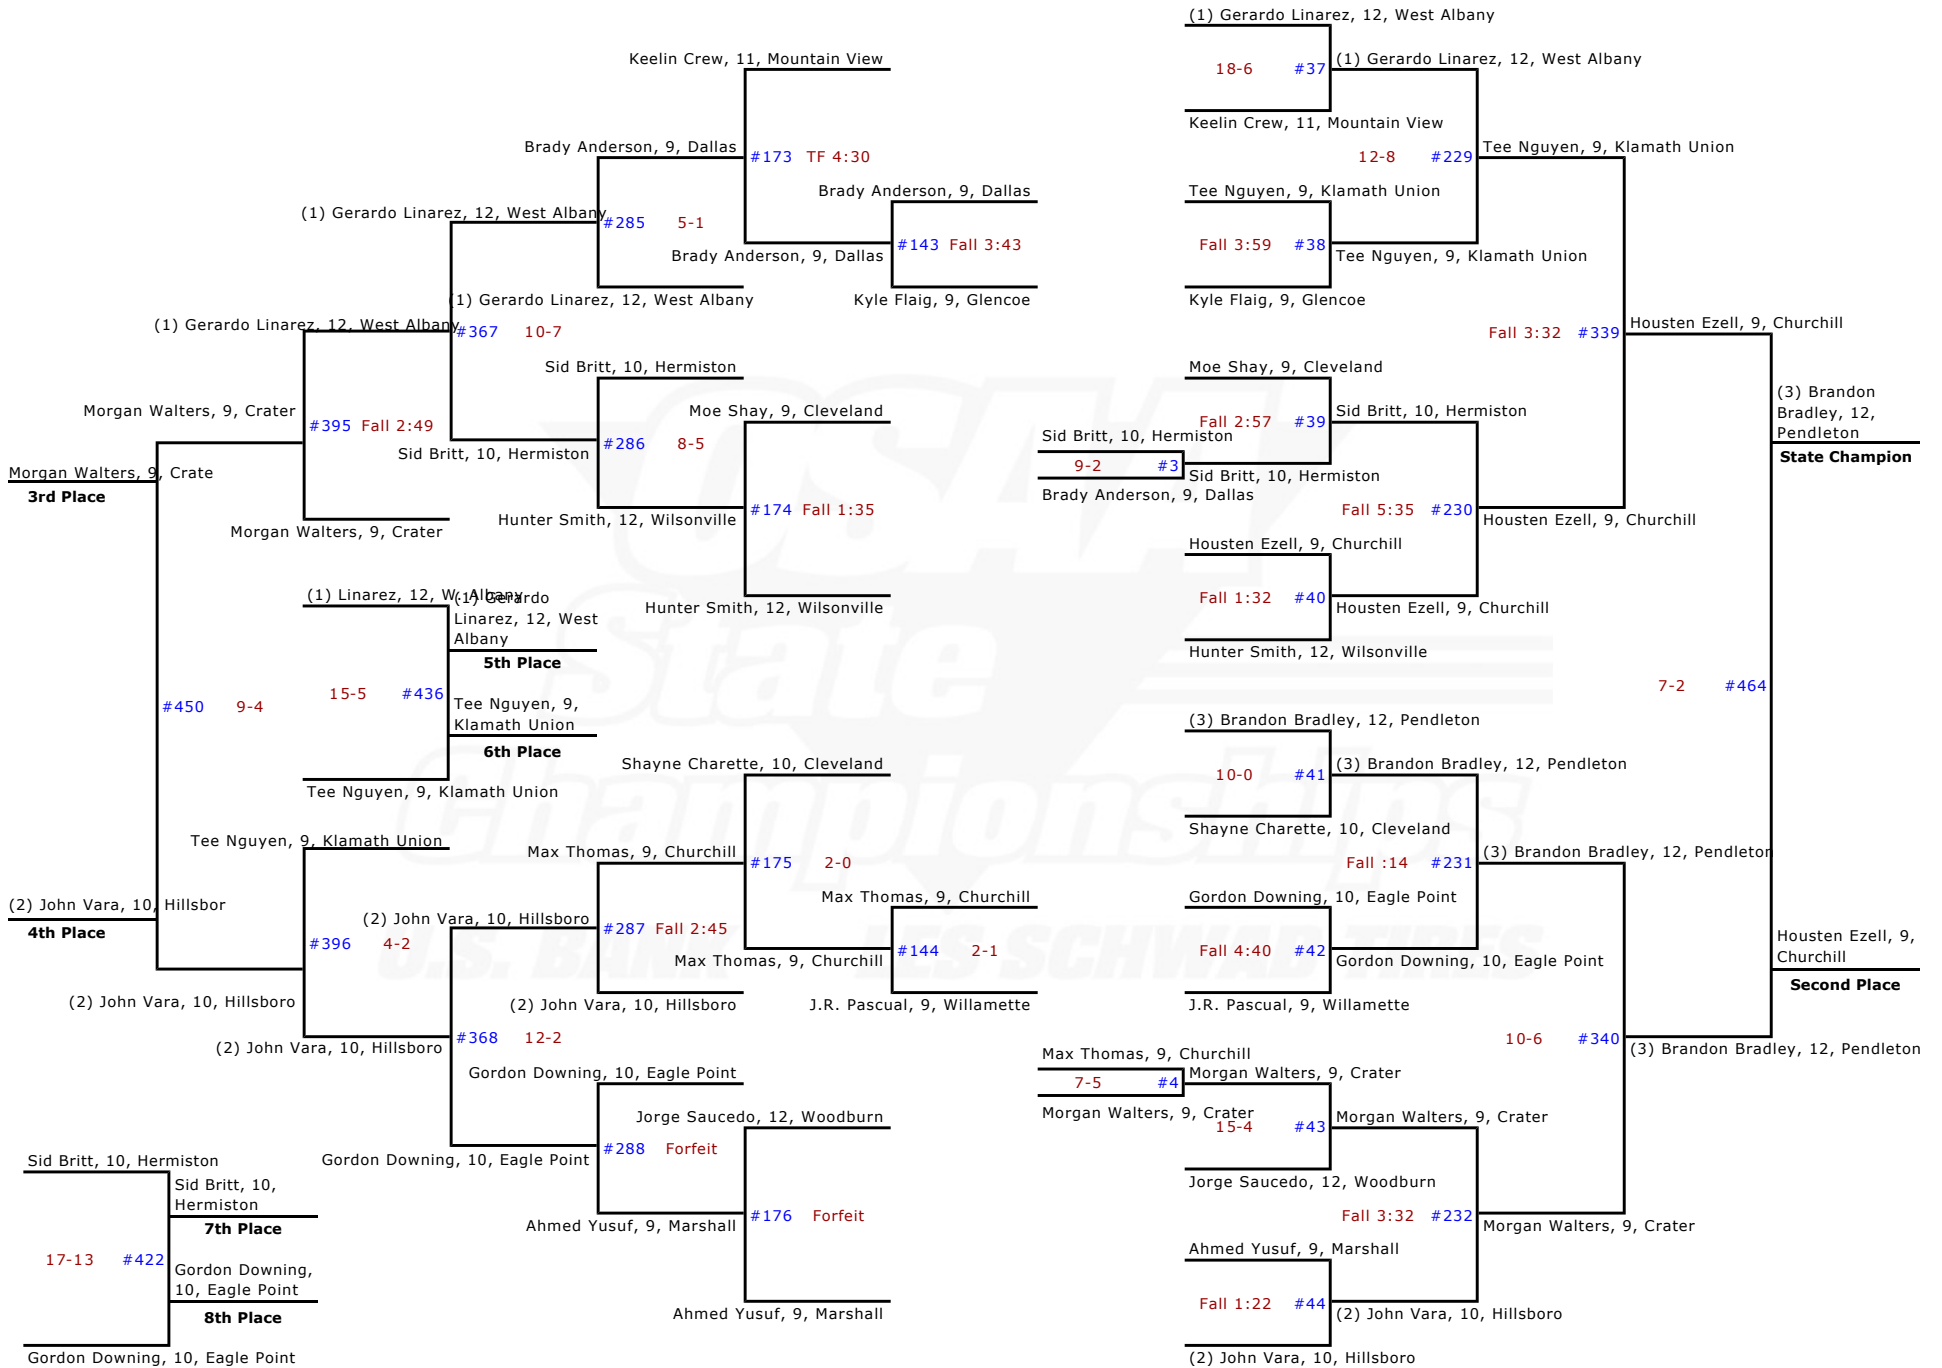 (1) Gerardo Linarez, 12, West Albany
18-6 #37
(1) Gerardo Linarez, 12, West Albany
Keelin Crew, 11, Mountain View
12-8 #229
Tee Nguyen, 9, Klamath Union
Tee Nguyen, 9, Klamath Union
Fall 3:59 #38
Tee Nguyen, 9, Klamath Union
Kyle Flaig, 9, Glencoe
Fall 3:32 #339
Housten Ezell, 9, Churchill
Moe Shay, 9, Cleveland
Fall 2:57 #39
Sid Britt, 10, Hermiston
Sid Britt, 10, Hermiston
9-2 #3
Sid Britt, 10, Hermiston
Brady Anderson, 9, Dallas
Fall 5:35 #230
Housten Ezell, 9, Churchill
Housten Ezell, 9, Churchill
Fall 1:32 #40
Housten Ezell, 9, Churchill
Hunter Smith, 12, Wilsonville
(3) Brandon
Bradley, 12,
Pendleton
State Champion
7-2 #464
(3) Brandon Bradley, 12, Pendleton
10-0 #41
(3) Brandon Bradley, 12, Pendleton
Shayne Charette, 10, Cleveland
Fall :14 #231
(3) Brandon Bradley, 12, Pendleton
Gordon Downing, 10, Eagle Point
Fall 4:40 #42
Gordon Downing, 10, Eagle Point
J.R. Pascual, 9, Willamette
10-6 #340
(3) Brandon Bradley, 12, Pendleton
Max Thomas, 9, Churchill
7-5 #4
Morgan Walters, 9, Crater
Morgan Walters, 9, Crater
15-4 #43
Morgan Walters, 9, Crater
Jorge Saucedo, 12, Woodburn
Fall 3:32 #232
Morgan Walters, 9, Crater
Ahmed Yusuf, 9, Marshall
Fall 1:22 #44
(2) John Vara, 10, Hillsboro
(2) John Vara, 10, Hillsboro
Housten Ezell, 9,
Churchill
Second Place
Keelin Crew, 11, Mountain View
Brady Anderson, 9, Dallas
#173 TF 4:30
Brady Anderson, 9, Dallas
(1) Gerardo Linarez, 12, West Albany
#285 5-1
#143 Fall 3:43
Brady Anderson, 9, Dallas
Kyle Flaig, 9, Glencoe
(1) Gerardo Linarez, 12, West Albany
(1) Gerardo Linarez, 12, West Albany
#367 10-7
Sid Britt, 10, Hermiston
Morgan Walters, 9, Crater
#395 Fall 2:49
Moe Shay, 9, Cleveland
#286 8-5
Sid Britt, 10, Hermiston
Morgan Walters, 9, Crate
3rd Place
Hunter Smith, 12, Wilsonville
#174 Fall 1:35
Morgan Walters, 9, Crater
Hunter Smith, 12, Wilsonville
(1) Linarez, 12, W. Albany
(1) Gerardo
Linarez, 12, West
Albany
5th Place
15-5 #436
#450 9-4
Tee Nguyen, 9,
Klamath Union
6th Place
Tee Nguyen, 9, Klamath Union
Shayne Charette, 10, Cleveland
Tee Nguyen, 9, Klamath Union
Max Thomas, 9, Churchill
#175 2-0
Max Thomas, 9, Churchill
(2) John Vara, 10, Hillsbor
4th Place
(2) John Vara, 10, Hillsboro
#287 Fall 2:45
#396 4-2
#144 2-1
Max Thomas, 9, Churchill
(2) John Vara, 10, Hillsboro
(2) John Vara, 10, Hillsboro
J.R. Pascual, 9, Willamette
#368 12-2
(2) John Vara, 10, Hillsboro
Gordon Downing, 10, Eagle Point
Jorge Saucedo, 12, Woodburn
#288 Forfeit
Gordon Downing, 10, Eagle Point
#176 Forfeit
Ahmed Yusuf, 9, Marshall
Ahmed Yusuf, 9, Marshall
Sid Britt, 10, Hermiston
Sid Britt, 10,
Hermiston
7th Place
17-13 #422
Gordon Downing,
10, Eagle Point
8th Place
Gordon Downing, 10, Eagle Point
OSAA
State
Championships
U.S. BANK LES SCHWAB TIRES